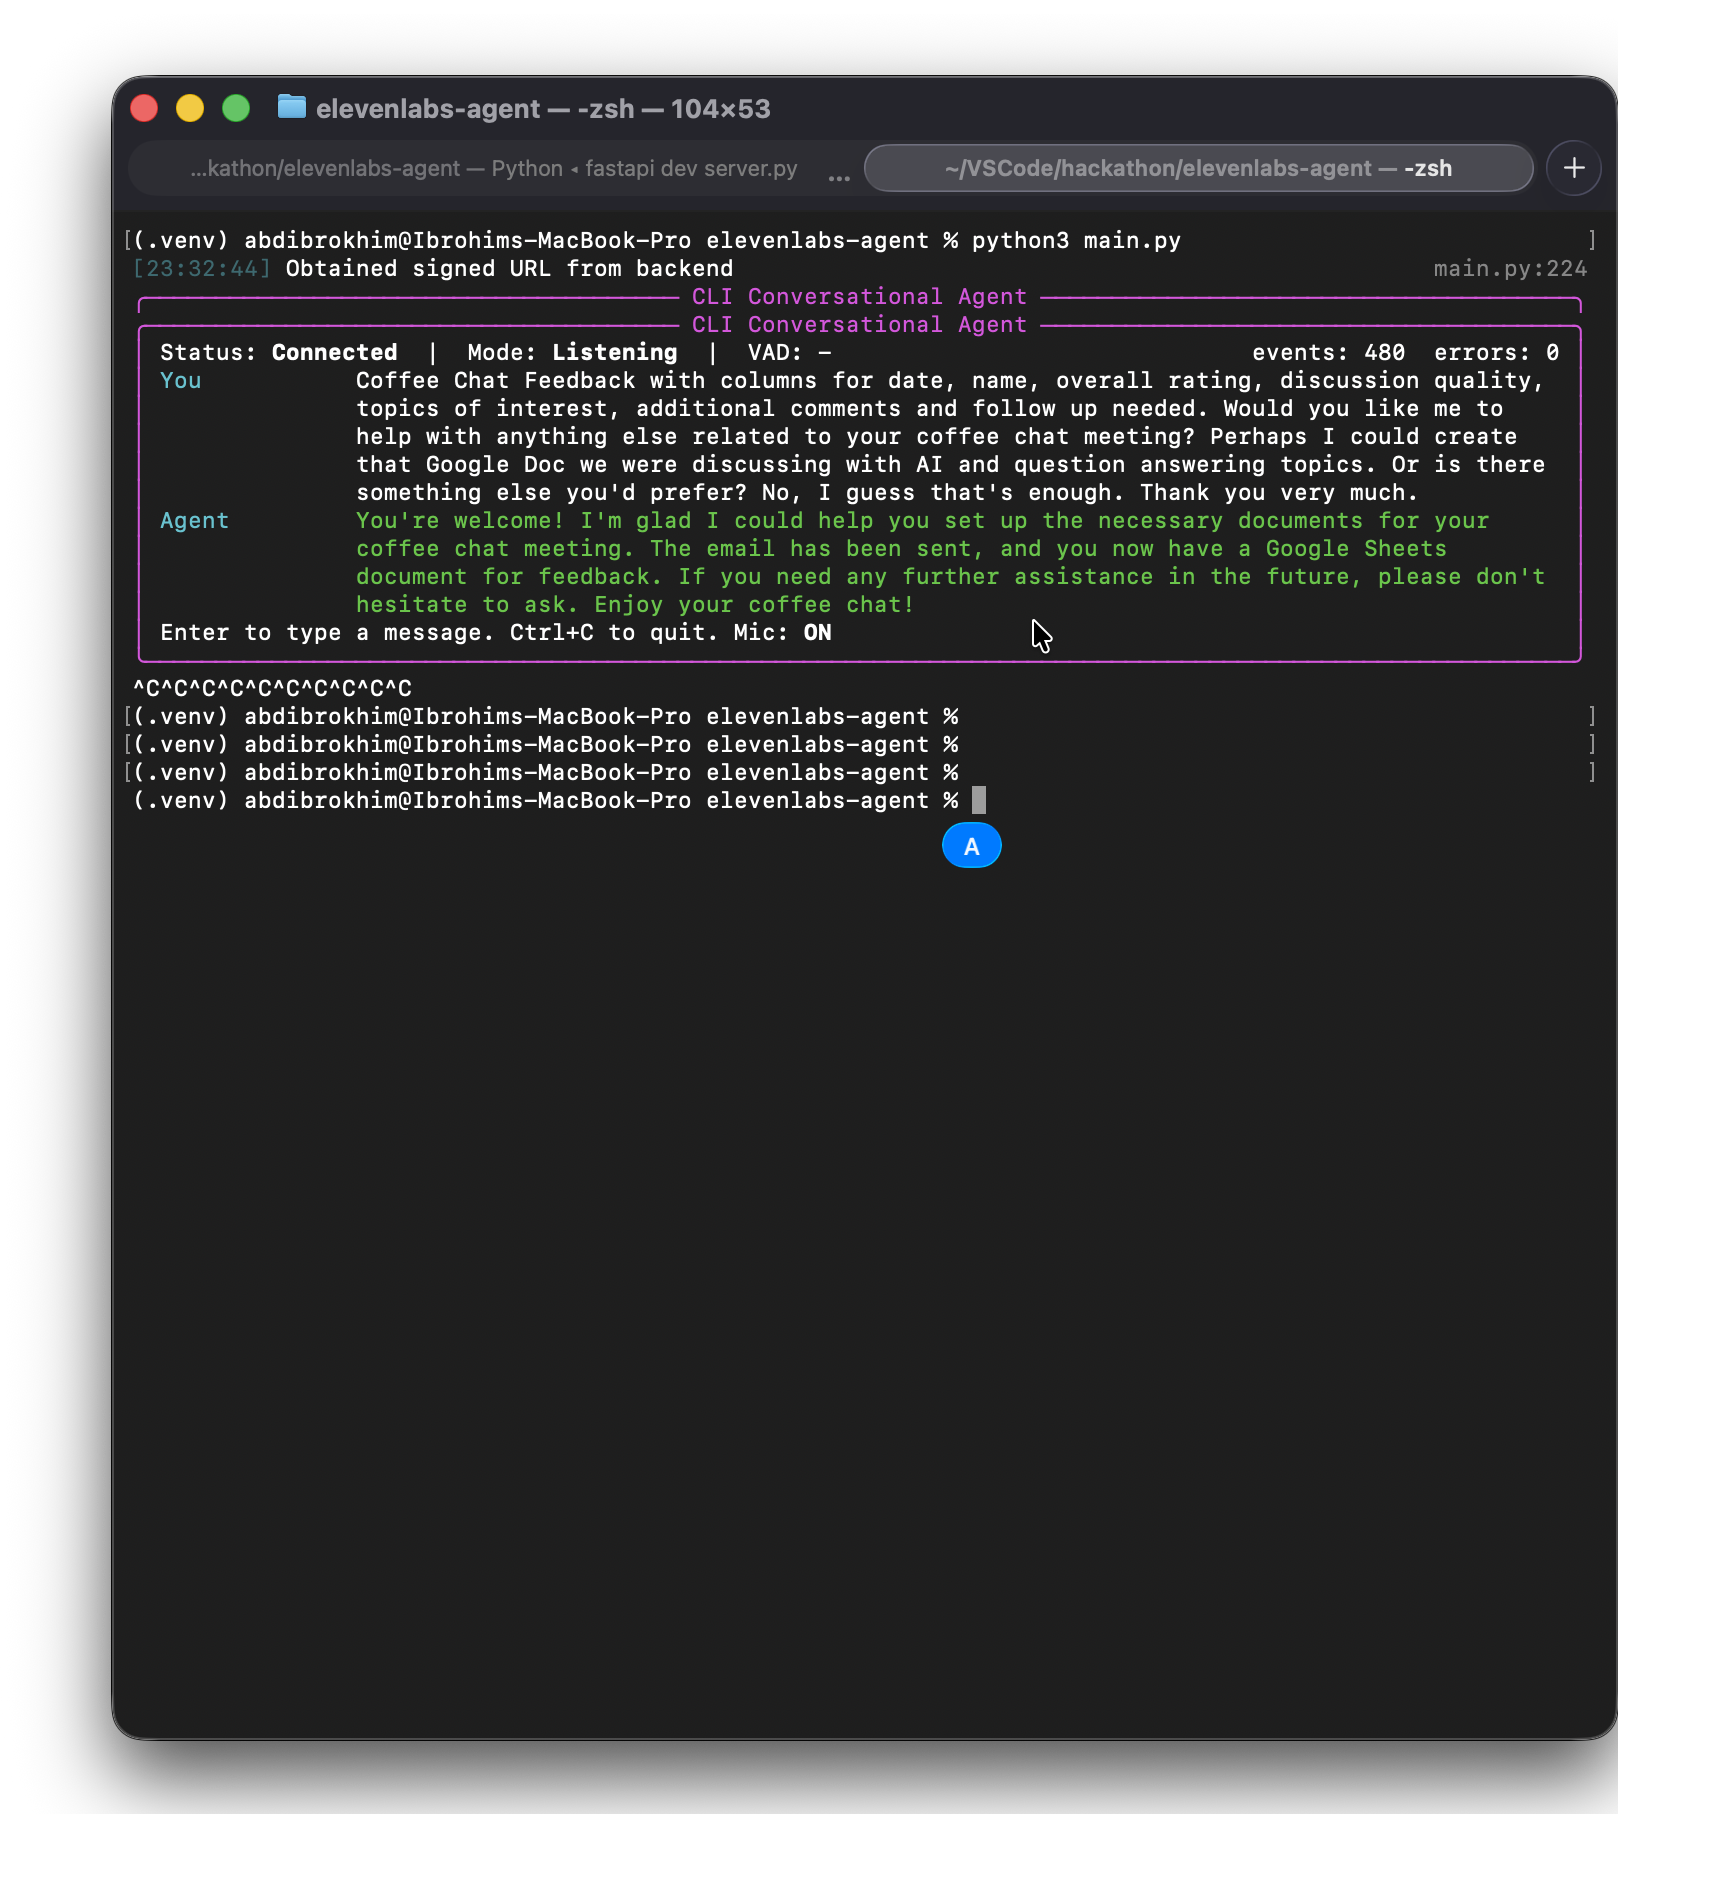 elevenlabs-agent — -zsh — 104×53
...kathon/elevenlabs-agent — Python ◂ fastapi dev server.py ... ~/VSCode/hackathon/elevenlabs-agent — -zsh +
[(.venv) abdibrokhim@Ibrohims-MacBook-Pro elevenlabs-agent % python3 main.py ]
[23:32:44] Obtained signed URL from backend main.py:224
CLI Conversational Agent
CLI Conversational Agent
Status: Connected | Mode: Listening | VAD: – events: 480 errors: 0
You Coffee Chat Feedback with columns for date, name, overall rating, discussion quality,
topics of interest, additional comments and follow up needed. Would you like me to
help with anything else related to your coffee chat meeting? Perhaps I could create
that Google Doc we were discussing with AI and question answering topics. Or is there
something else you'd prefer? No, I guess that's enough. Thank you very much.
Agent You're welcome! I'm glad I could help you set up the necessary documents for your
coffee chat meeting. The email has been sent, and you now have a Google Sheets
document for feedback. If you need any further assistance in the future, please don't
hesitate to ask. Enjoy your coffee chat!
Enter to type a message. Ctrl+C to quit. Mic: ON
^C^C^C^C^C^C^C^C^C^C
[(.venv) abdibrokhim@Ibrohims-MacBook-Pro elevenlabs-agent % ]
[(.venv) abdibrokhim@Ibrohims-MacBook-Pro elevenlabs-agent % ]
[(.venv) abdibrokhim@Ibrohims-MacBook-Pro elevenlabs-agent % ]
(.venv) abdibrokhim@Ibrohims-MacBook-Pro elevenlabs-agent %
A